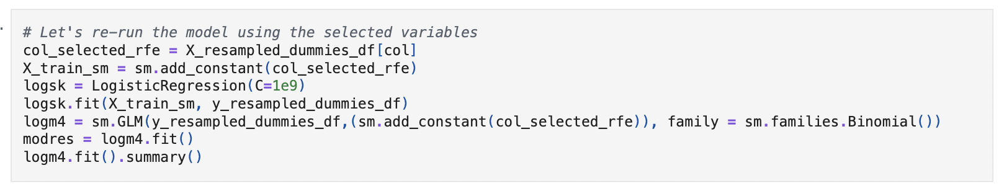 # Let's re-run the model using the selected variables
col_selected_rfe = X_resampled_dummies_df[col]
X_train_sm = sm.add_constant(col_selected_rfe)
logsk = LogisticRegression(C=1e9)
logsk.fit(X_train_sm, y_resampled_dummies_df)
logm4 = sm.GLM(y_resampled_dummies_df,(sm.add_constant(col_selected_rfe)), family = sm.families.Binomial())
modres = logm4.fit()
logm4.fit().summary()